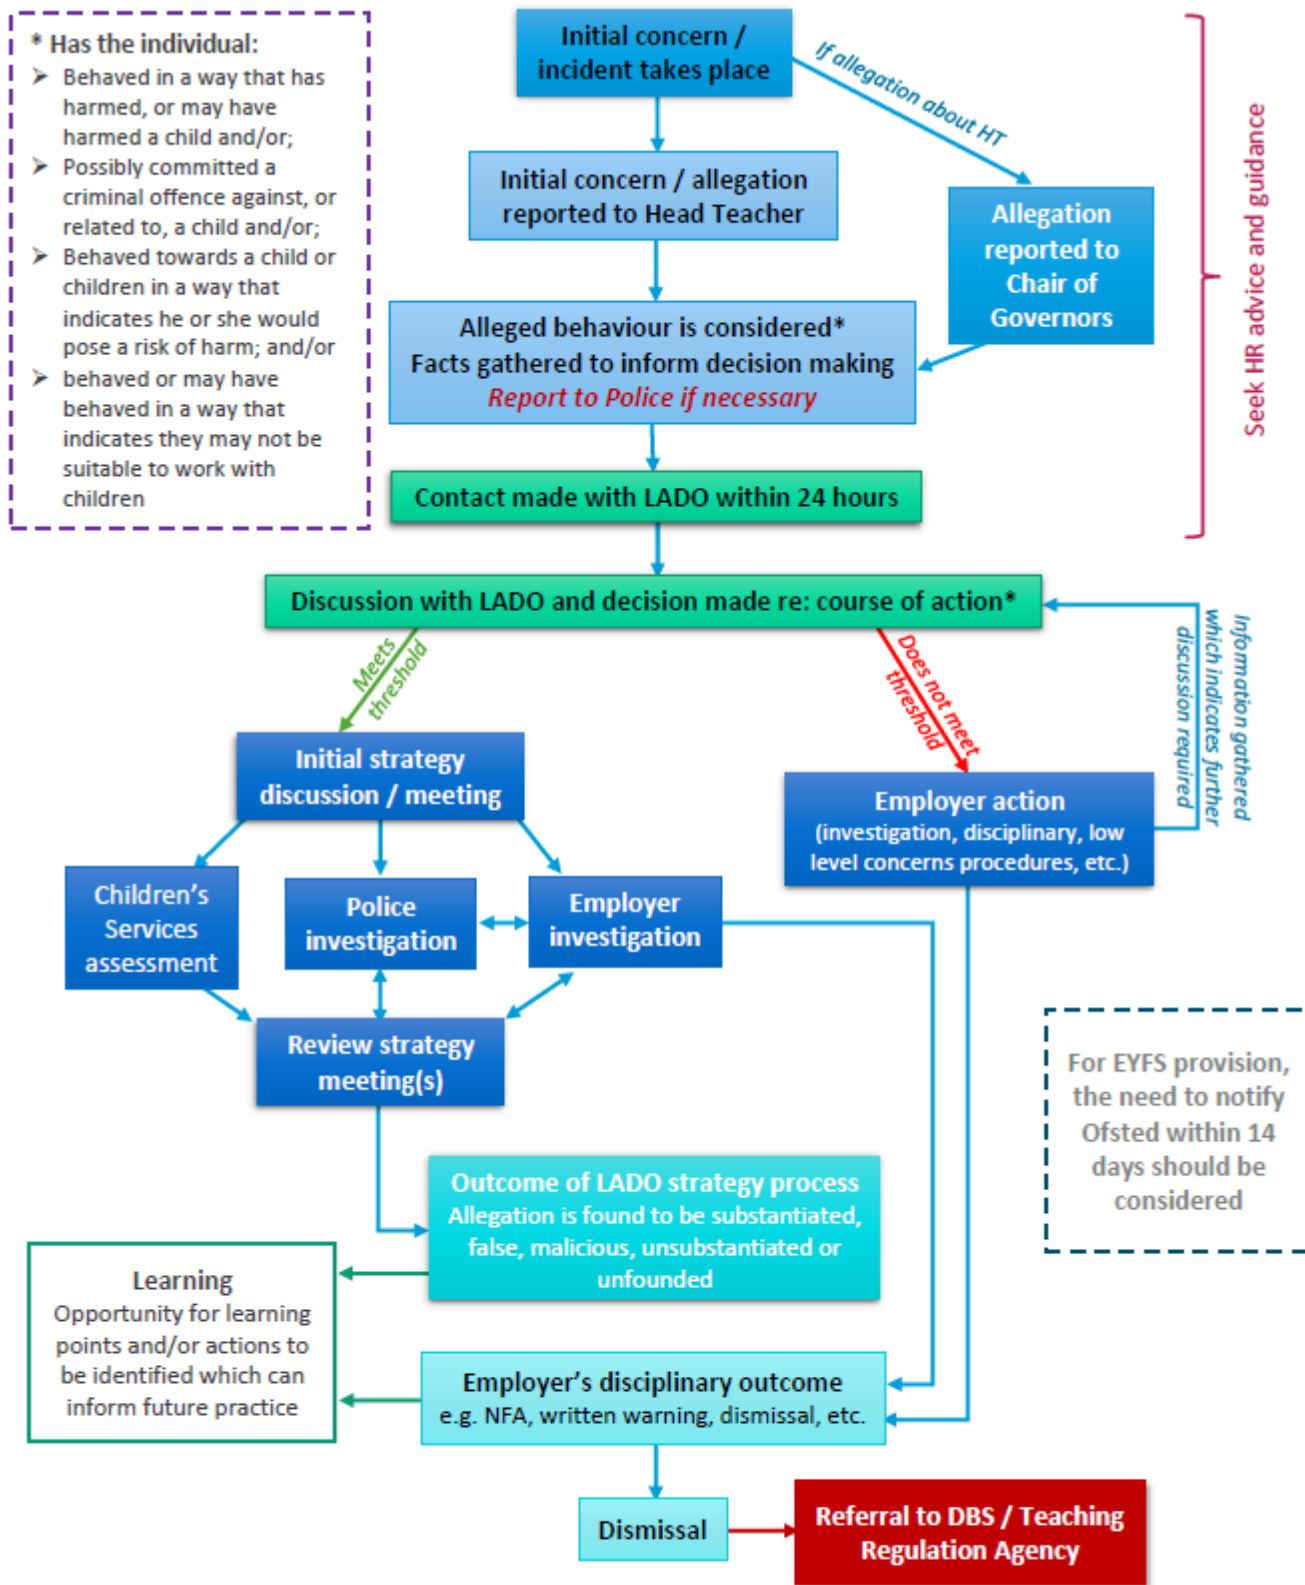 * Has the individual:
➢ Behaved in a way that has
harmed, or may have
harmed a child and/or;
➢ Possibly committed a
criminal offence against, or
related to, a child and/or;
➢ Behaved towards a child or
children in a way that
indicates he or she would
pose a risk of harm; and/or
➢ behaved or may have
behaved in a way that
indicates they may not be
suitable to work with
children
Initial concern /
incident takes place
If allegation about HT
Initial concern / allegation
reported to Head Teacher
Allegation
reported to
Chair of
Governors
Seek HR advice and guidance
Alleged behaviour is considered*
Facts gathered to inform decision making
Report to Police if necessary
Contact made with LADO within 24 hours
Discussion with LADO and decision made re: course of action*
Meets
threshold
Does not meet
threshold
Information gathered
which indicates further
discussion required
Initial strategy
discussion / meeting
Employer action
(investigation, disciplinary, low
level concerns procedures, etc.)
Children's
Services
assessment
Police
investigation
Employer
investigation
Review strategy
meeting(s)
For EYFS provision,
the need to notify
Ofsted within 14
days should be
considered
Outcome of LADO strategy process
Allegation is found to be substantiated,
false, malicious, unsubstantiated or
unfounded
Learning
Opportunity for learning
points and/or actions to
be identified which can
inform future practice
Employer's disciplinary outcome
e.g. NFA, written warning, dismissal, etc.
Dismissal
Referral to DBS / Teaching
Regulation Agency